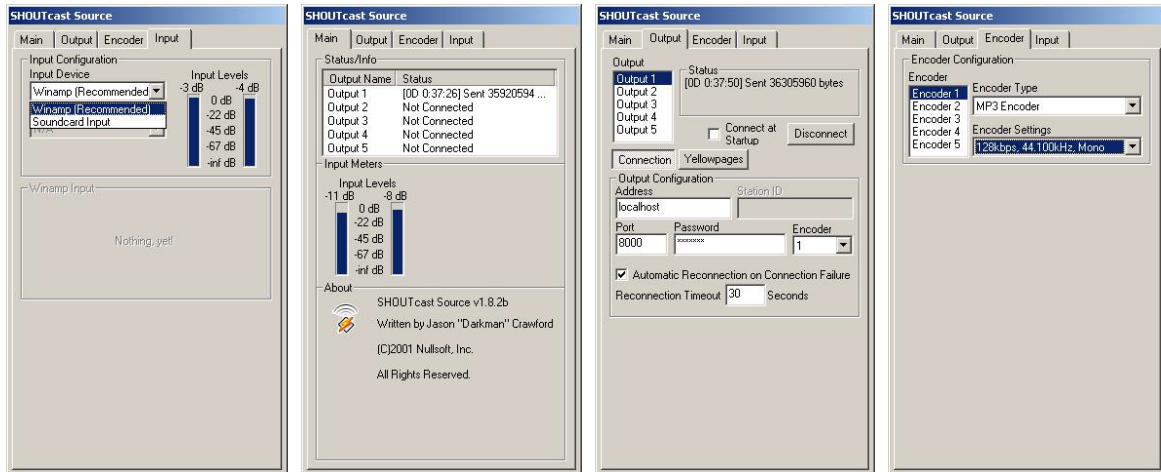 SHOUTcast Source
Main Output Encoder Input
Input Configuration
Input Device
Winamp (Recommended
Winamp (Recommended)
Soundcard Input
Input Levels
-3 dB -4 dB
0 dB
-22 dB
-45 dB
-67 dB
-inf dB
Winamp Input
Nothing, yet!
SHOUTcast Source
Main Output Encoder Input
Status/Info
Output Name Status
Output 1 [0D 0:37:26] Sent 35920594 ...
Output 2 Not Connected
Output 3 Not Connected
Output 4 Not Connected
Output 5 Not Connected
Input Meters
Input Levels
-11 dB -8 dB
0 dB
-22 dB
-45 dB
-67 dB
-inf dB
About
SHOUTcast Source v1.8.2b
Written by Jason "Darkman" Crawford
(C)2001 Nullsoft, Inc.
All Rights Reserved.
SHOUTcast Source
Main Output Encoder Input
Output
Output 1
Output 2
Output 3
Output 4
Output 5
Status
[0D 0:37:50] Sent 36305960 bytes
Connect at
Startup
Disconnect
Connection Yellowpages
Output Configuration
Address Station ID
localhost
Port Password Encoder
8000 xxxxxxx 1
Automatic Reconnection on Connection Failure
Reconnection Timeout 30 Seconds
SHOUTcast Source
Main Output Encoder Input
Encoder Configuration
Encoder
Encoder 1
Encoder 2
Encoder 3
Encoder 4
Encoder 5
Encoder Type
MP3 Encoder
Encoder Settings
128kbps, 44.100kHz, Mono